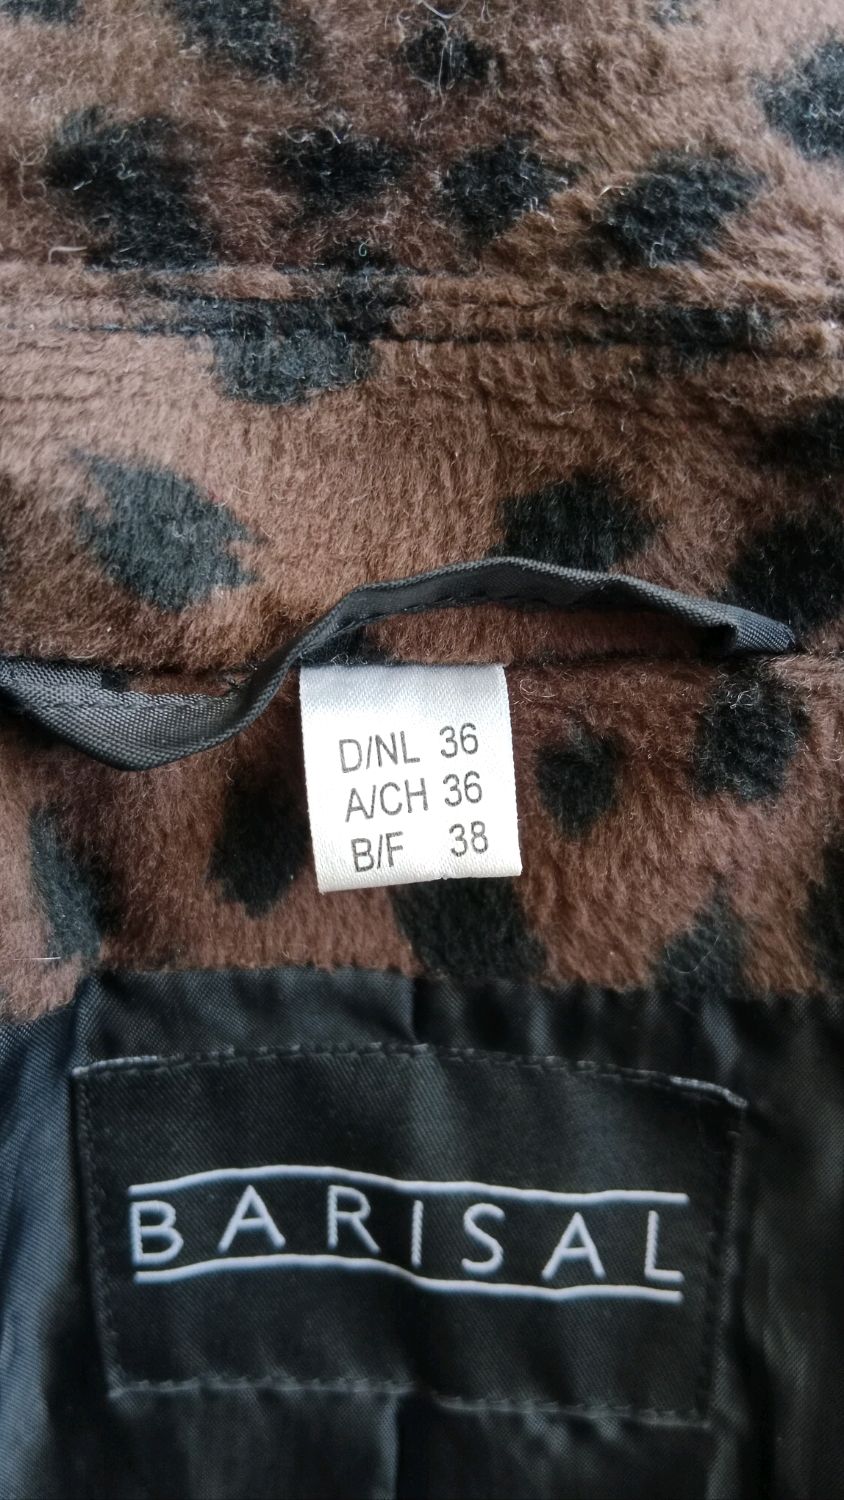 D/NL 36
A/CH 36
B/F 38
BARISAL